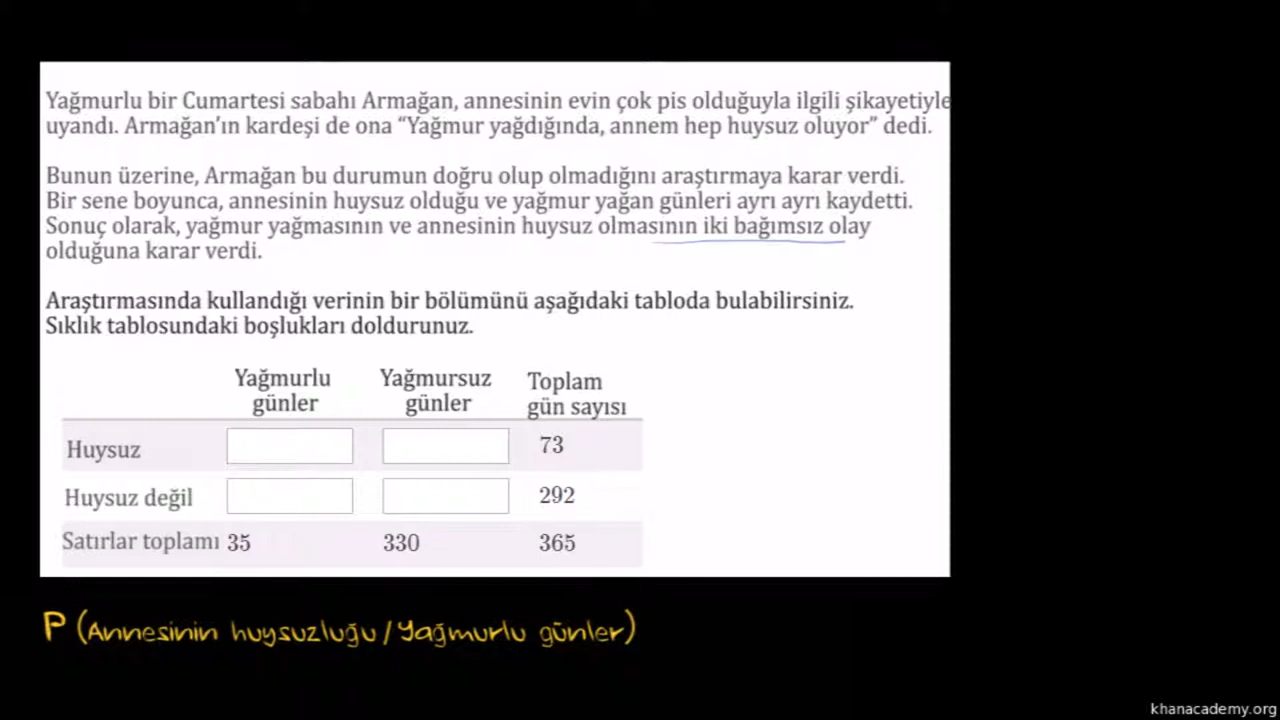 Yağmurlu bir Cumartesi sabahı Armağan, annesinin evin çok pis olduğuyla ilgili şikayetiyle
uyandı. Armağan'ın kardeşi de ona “Yağmur yağdığında, annem hep huysuz oluyor” dedi.
Bunun üzerine, Armağan bu durumun doğru olup olmadığını araştırmaya karar verdi.
Bir sene boyunca, annesinin huysuz olduğu ve yağmur yağan günleri ayrı ayrı kaydetti.
Sonuç olarak, yağmur yağmasının ve annesinin huysuz olmasının iki bağımsız olay
olduğuna karar verdi.
Araştırmasında kullandığı verinin bir bölümünü aşağıdaki tabloda bulabilirsiniz.
Sıklık tablosundaki boşlukları doldurunuz.
Yağmurlu Yağmursuz Toplam
günler günler gün sayısı
Huysuz 73
Huysuz değil 292
Satırlar toplamı 35 330 365
P (Annesinin huysuzluğu/Yağmurlu günler)
khanacademy.org